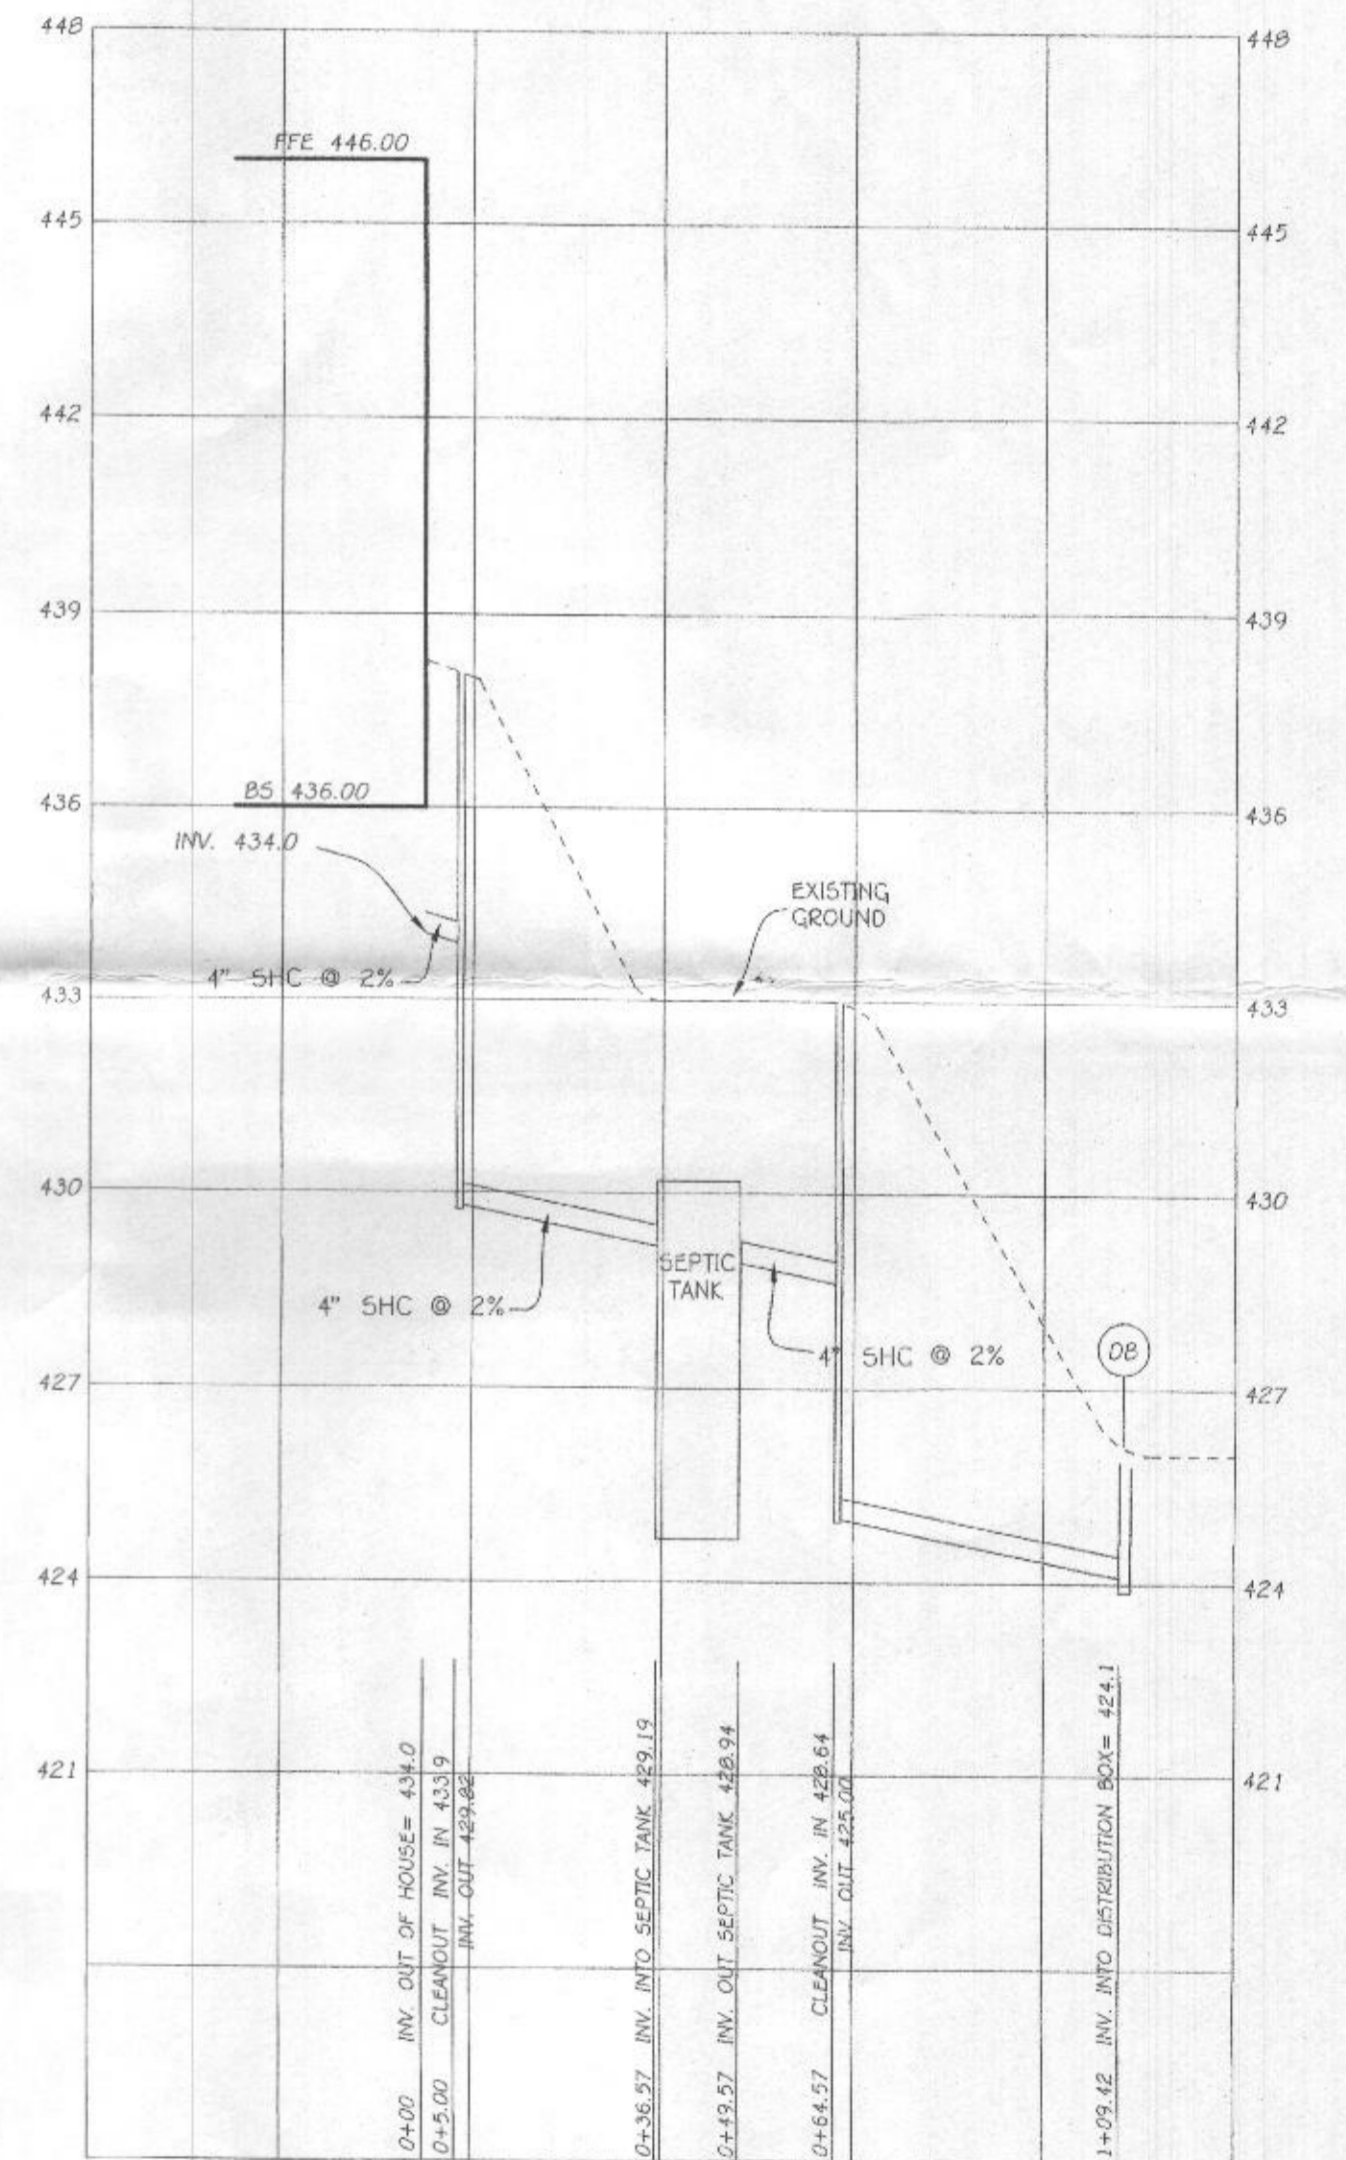 448
448
FFE 446.00
445
445
442
442
439
439
BS 436.00
436
436
INV. 434.0
EXISTING
GROUND
4" SHC @ 2%
433
433
430
430
SEPTIC
TANK
4" SHC @ 2%
4" SHC @ 2%
DB
427
427
424
424
421
421
0+00 INV. OUT OF HOUSE= 434.0
0+5.00 CLEANOUT INV. IN 433.9
INV. OUT 429.82
0+36.57 INV. INTO SEPTIC TANK 429.19
0+49.57 INV. OUT SEPTIC TANK 428.94
0+64.57 CLEANOUT INV. IN 428.64
INV. OUT 425.00
1+09.42 INV. INTO DISTRIBUTION BOX= 424.1